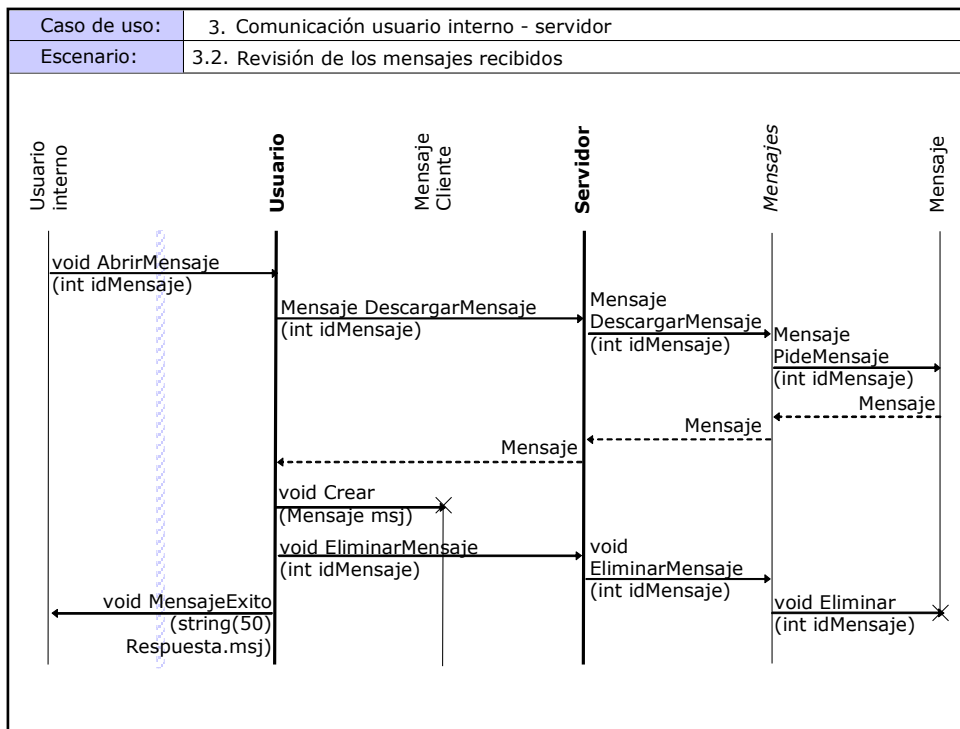 Caso de uso:
3. Comunicación usuario interno - servidor
Escenario:
3.2. Revisión de los mensajes recibidos
Usuario
interno
Usuario
Mensaje
Cliente
Servidor
Mensajes
Mensaje
void AbrirMensaje
(int idMensaje)
Mensaje DescargarMensaje
(int idMensaje)
Mensaje
DescargarMensaje
(int idMensaje)
Mensaje
PideMensaje
(int idMensaje)
Mensaje
Mensaje
Mensaje
void Crear
(Mensaje msj)
void EliminarMensaje
(int idMensaje)
void
EliminarMensaje
(int idMensaje)
void MensajeExito
(string(50)
Respuesta.msj)
void Eliminar
(int idMensaje)